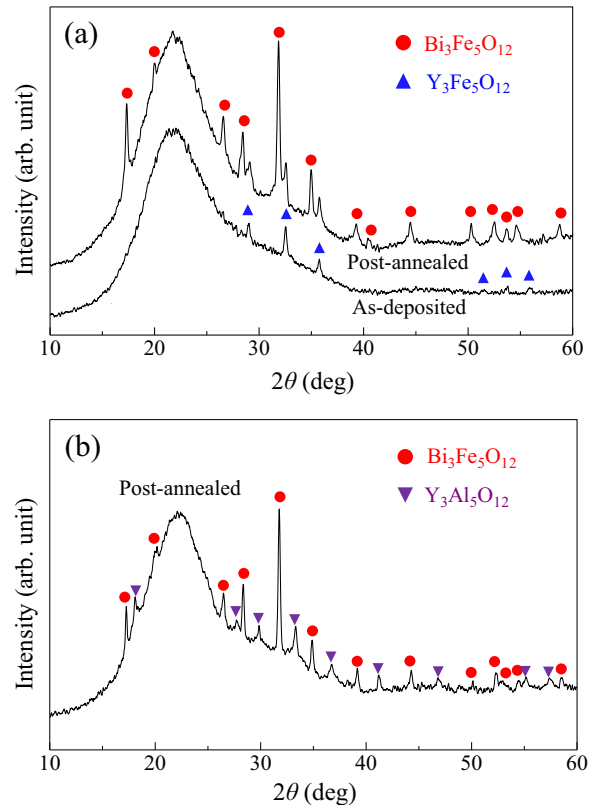 (a)
Bi₃Fe₅O₁₂
Y₃Fe₅O₁₂
Post-annealed
As-deposited
Intensity (arb. unit)
10 20 30 40 50 60
2θ (deg)
(b)
Bi₃Fe₅O₁₂
Post-annealed
Y₃Al₅O₁₂
Intensity (arb. unit)
10 20 30 40 50 60
2θ (deg)